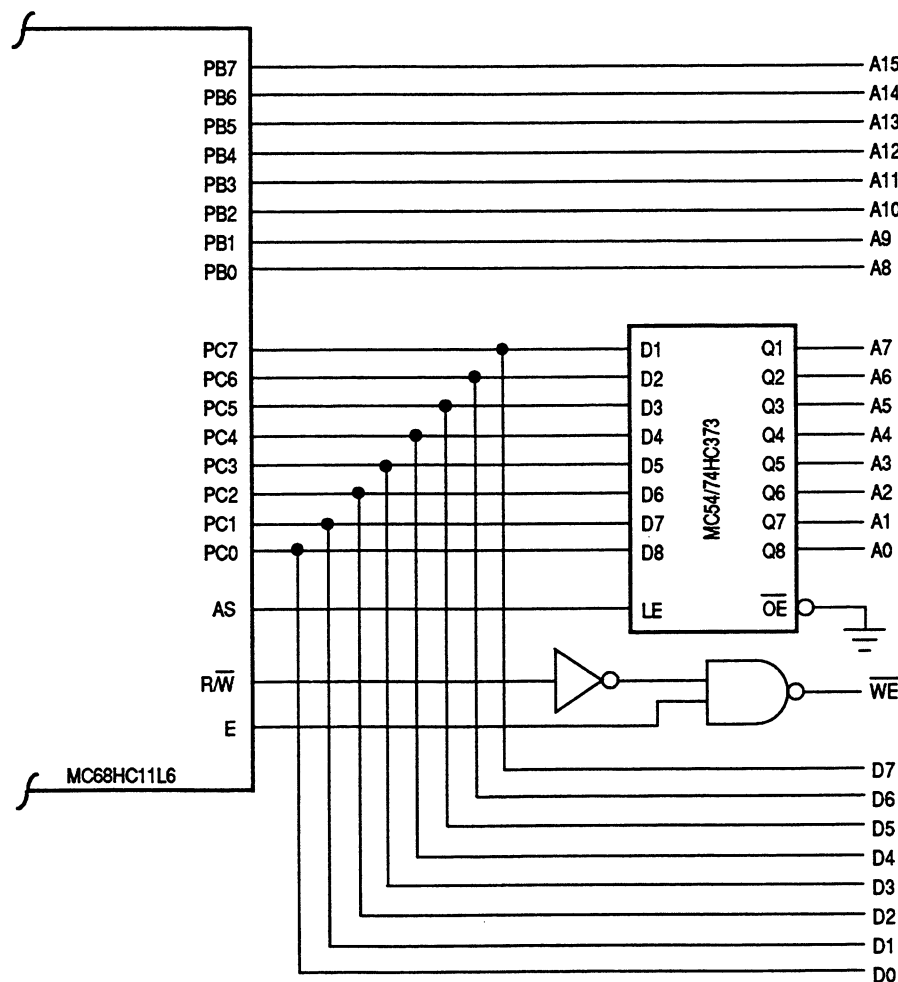 PB7 A15
PB6 A14
PB5 A13
PB4 A12
PB3 A11
PB2 A10
PB1 A9
PB0 A8
PC7 D1 Q1 A7
PC6 D2 Q2 A6
PC5 D3 Q3 A5
PC4 D4 Q4 A4
PC3 D5 Q5 A3
PC2 D6 Q6 A2
PC1 D7 Q7 A1
PC0 D8 Q8 A0
MC54/74HC373
AS LE O̅E̅
R/W̅ W̅E̅
E
MC68HC11L6
D7
D6
D5
D4
D3
D2
D1
D0